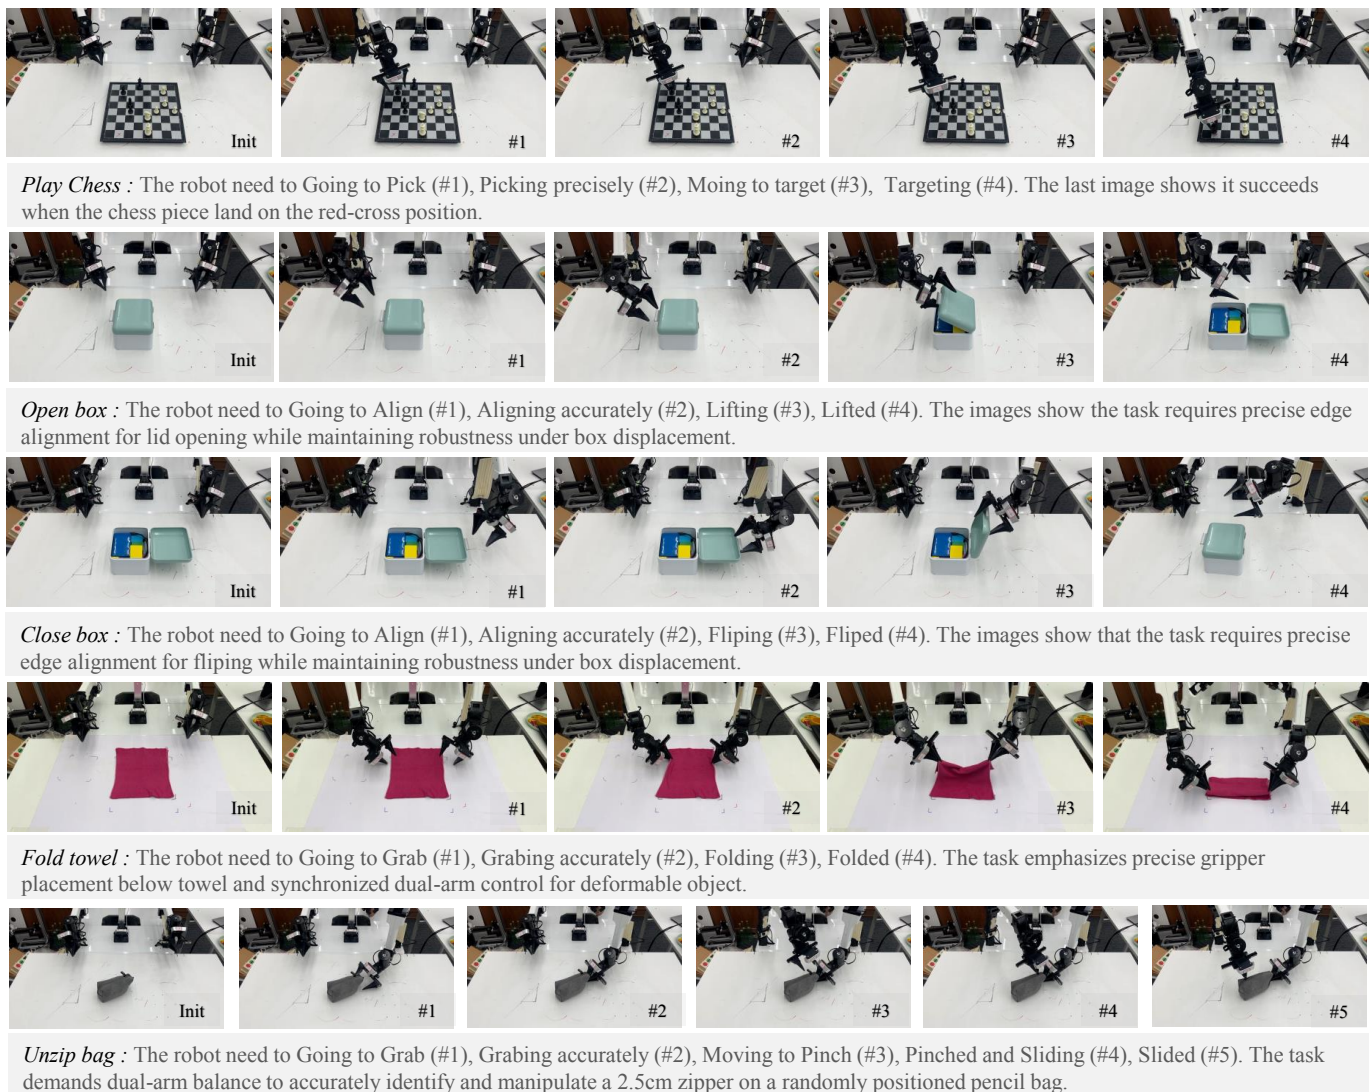 Init
#1
#2
#3
#4
Play Chess : The robot need to Going to Pick (#1), Picking precisely (#2), Moing to target (#3), Targeting (#4). The last image shows it succeeds
when the chess piece land on the red-cross position.
Init
#1
#2
#3
#4
Open box : The robot need to Going to Align (#1), Aligning accurately (#2), Lifting (#3), Lifted (#4). The images show the task requires precise edge
alignment for lid opening while maintaining robustness under box displacement.
Init
#1
#2
#3
#4
Close box : The robot need to Going to Align (#1), Aligning accurately (#2), Fliping (#3), Fliped (#4). The images show that the task requires precise
edge alignment for fliping while maintaining robustness under box displacement.
Init
#1
#2
#3
#4
Fold towel : The robot need to Going to Grab (#1), Grabing accurately (#2), Folding (#3), Folded (#4). The task emphasizes precise gripper
placement below towel and synchronized dual-arm control for deformable object.
Init
#1
#2
#3
#4
#5
Unzip bag : The robot need to Going to Grab (#1), Grabing accurately (#2), Moving to Pinch (#3), Pinched and Sliding (#4), Slided (#5). The task
demands dual-arm balance to accurately identify and manipulate a 2.5cm zipper on a randomly positioned pencil bag.